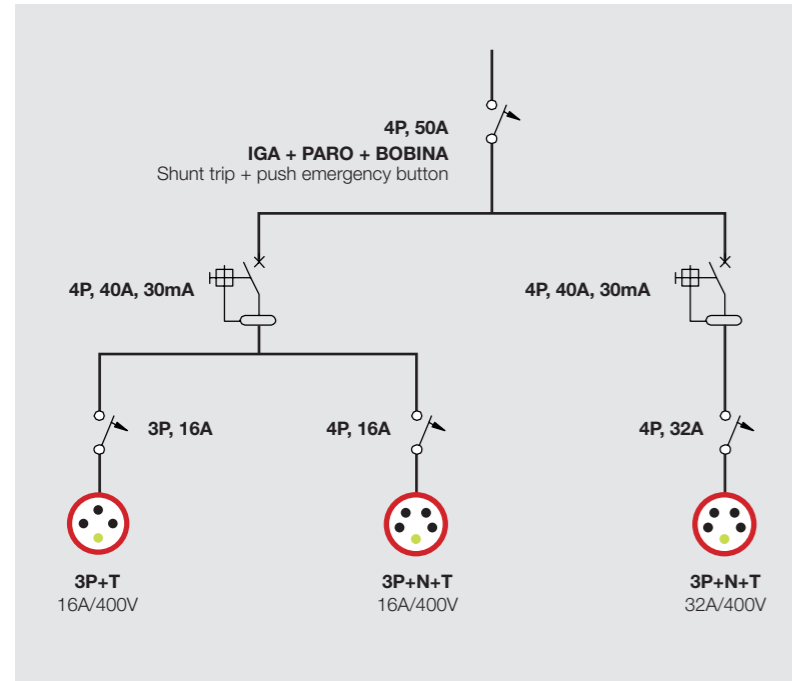 4P, 50A
IGA + PARO + BOBINA
Shunt trip + push emergency button
4P, 40A, 30mA
4P, 40A, 30mA
3P, 16A
4P, 16A
4P, 32A
3P+T
16A/400V
3P+N+T
16A/400V
3P+N+T
32A/400V